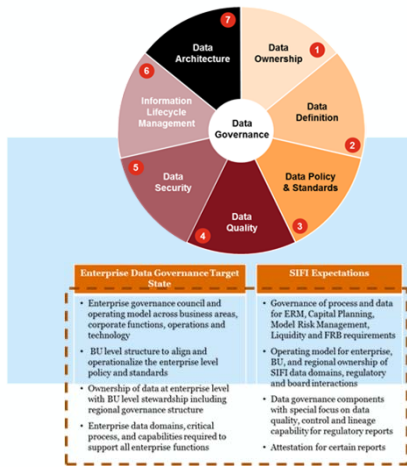 7
Data
Architecture
1
Data
Ownership
6
Information
Lifecycle
Management
Data
Governance
Data
Definition
2
5
Data
Security
Data Policy
& Standards
3
4
Data
Quality
Enterprise Data Governance Target
State
• Enterprise governance council and
operating model across business areas,
corporate functions, operations and
technology
• BU level structure to align and
operationalize the enterprise level
policy and standards
• Ownership of data at enterprise level
with BU level stewardship including
regional governance structure
• Enterprise data domains, critical
process, and capabilities required to
support all enterprise functions
SIFI Expectations
• Governance of process and data
for ERM, Capital Planning,
Model Risk Management,
Liquidity and FRB requirements
• Operating model for enterprise,
BU, and regional ownership of
SIFI data domains, regulatory
and board interactions
• Data governance components
with special focus on data
quality, control and lineage
capability for regulatory reports
• Attestation for certain reports